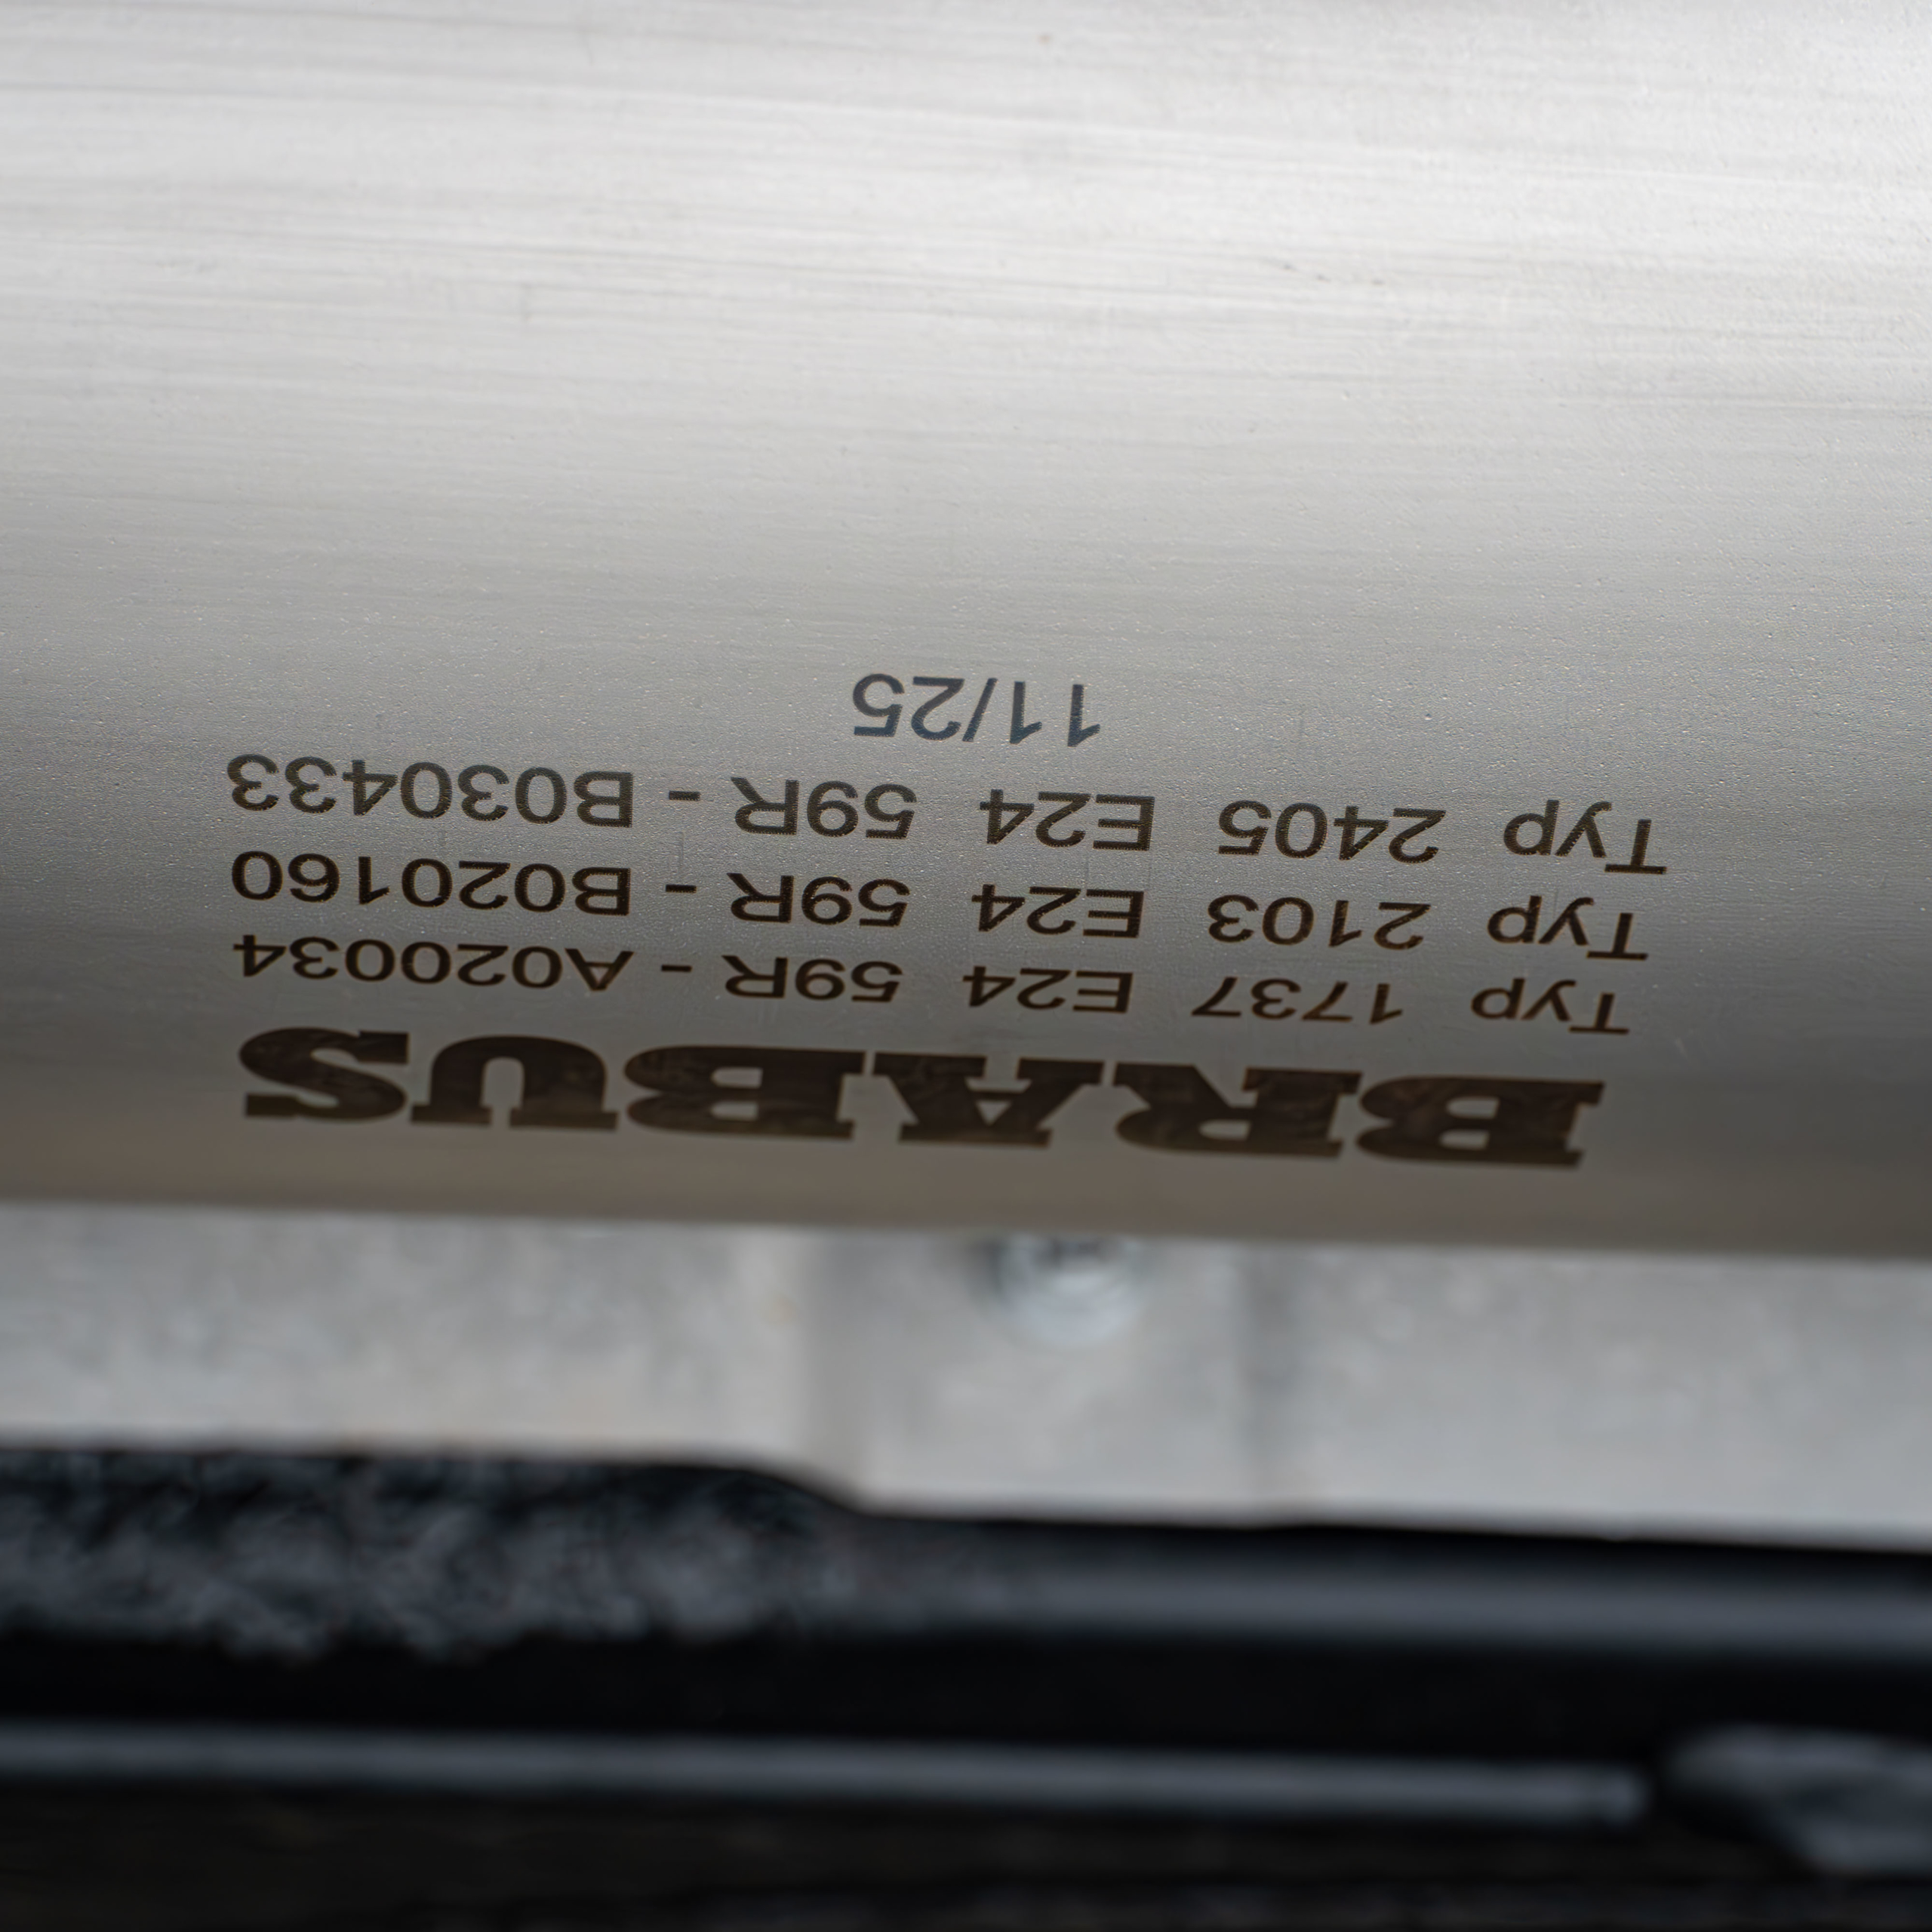 BRABUS
Typ 1737 E24 59R - A020034
Typ 2103 E24 59R - B020160
Typ 2405 E24 59R - B030433
11/25